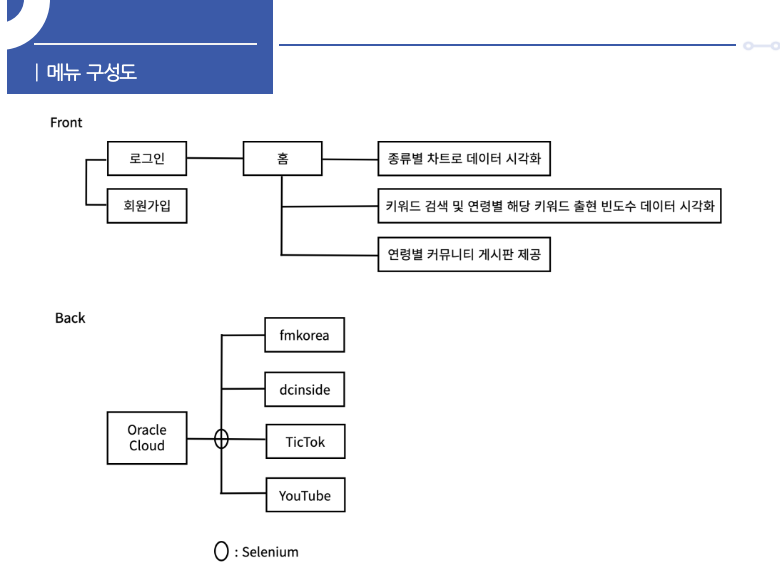 | 메뉴 구성도
Front
로그인
홈
종류별 차트로 데이터 시각화
회원가입
키워드 검색 및 연령별 해당 키워드 출현 빈도수 데이터 시각화
연령별 커뮤니티 게시판 제공
Back
fmkorea
dcinside
Oracle
Cloud
TicTok
YouTube
: Selenium